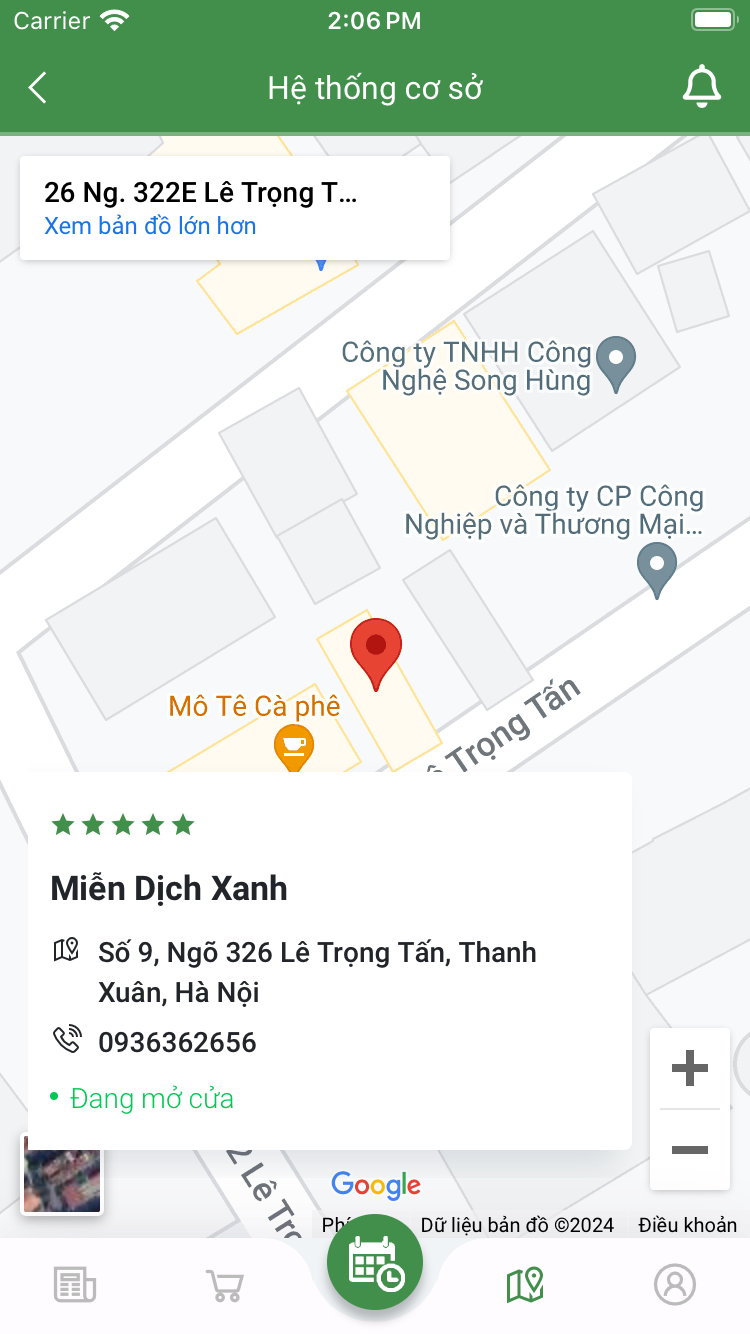 Carrier 2:06 PM
Hệ thống cơ sở
26 Ng. 322E Lê Trọng T...
Xem bản đồ lớn hơn
Công ty TNHH Công
Nghệ Song Hùng
Công ty CP Công
Nghiệp và Thương Mại...
Trọng Tấn
Mô Tê Cà phê
Miễn Dịch Xanh
Số 9, Ngõ 326 Lê Trọng Tấn, Thanh
Xuân, Hà Nội
0936362656
Đang mở cửa
2 Lê Trọ
Google
Dữ liệu bản đồ ©2024
Điều khoản